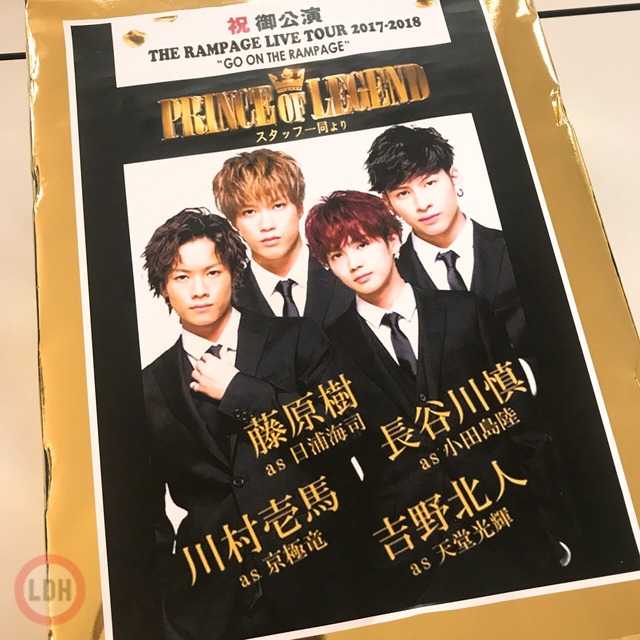 祝 御公演
THE RAMPAGE LIVE TOUR 2017-2018
"GO ON THE RAMPAGE"
PRINCE OF LEGEND
スタッフ一同より
藤原樹
as 日浦海司
長谷川慎
as 小田島陸
川村壱馬
as 京極竜
吉野北人
as 天堂光輝
LDH